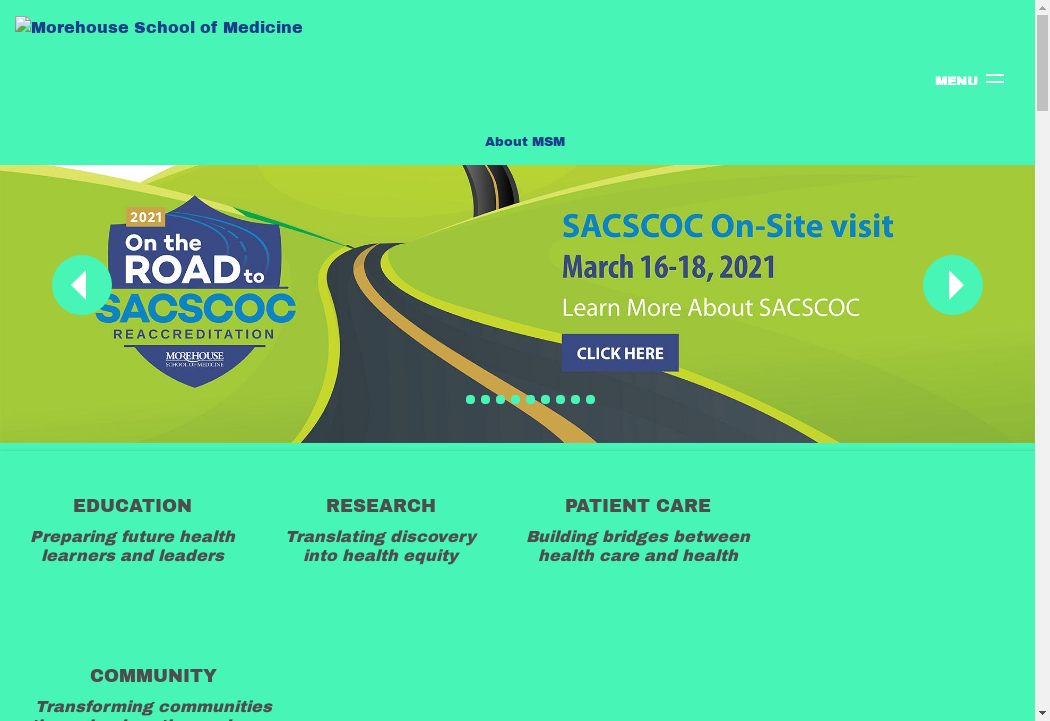 Morehouse School of Medicine
MENU
About MSM
2021
On the
ROAD to
SACSCOC
REACCREDITATION
MOREHOUSE
SCHOOL OF MEDICINE
SACSCOC On-Site visit
March 16-18, 2021
Learn More About SACSCOC
CLICK HERE
EDUCATION
Preparing future health
learners and leaders
RESEARCH
Translating discovery
into health equity
PATIENT CARE
Building bridges between
health care and health
COMMUNITY
Transforming communities